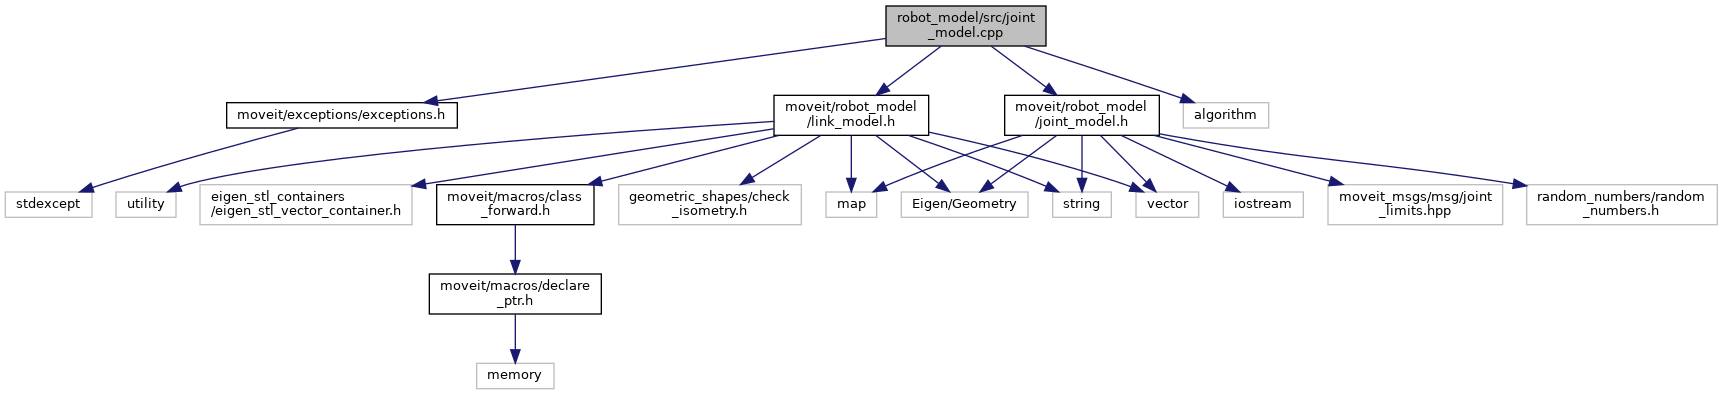 robot_model/src/joint
_model.cpp
moveit/exceptions/exceptions.h
moveit/robot_model
/link_model.h
moveit/robot_model
/joint_model.h
algorithm
stdexcept
utility
eigen_stl_containers
/eigen_stl_vector_container.h
moveit/macros/class
_forward.h
geometric_shapes/check
_isometry.h
map
Eigen/Geometry
string
vector
iostream
moveit_msgs/msg/joint
_limits.hpp
random_numbers/random
_numbers.h
moveit/macros/declare
_ptr.h
memory